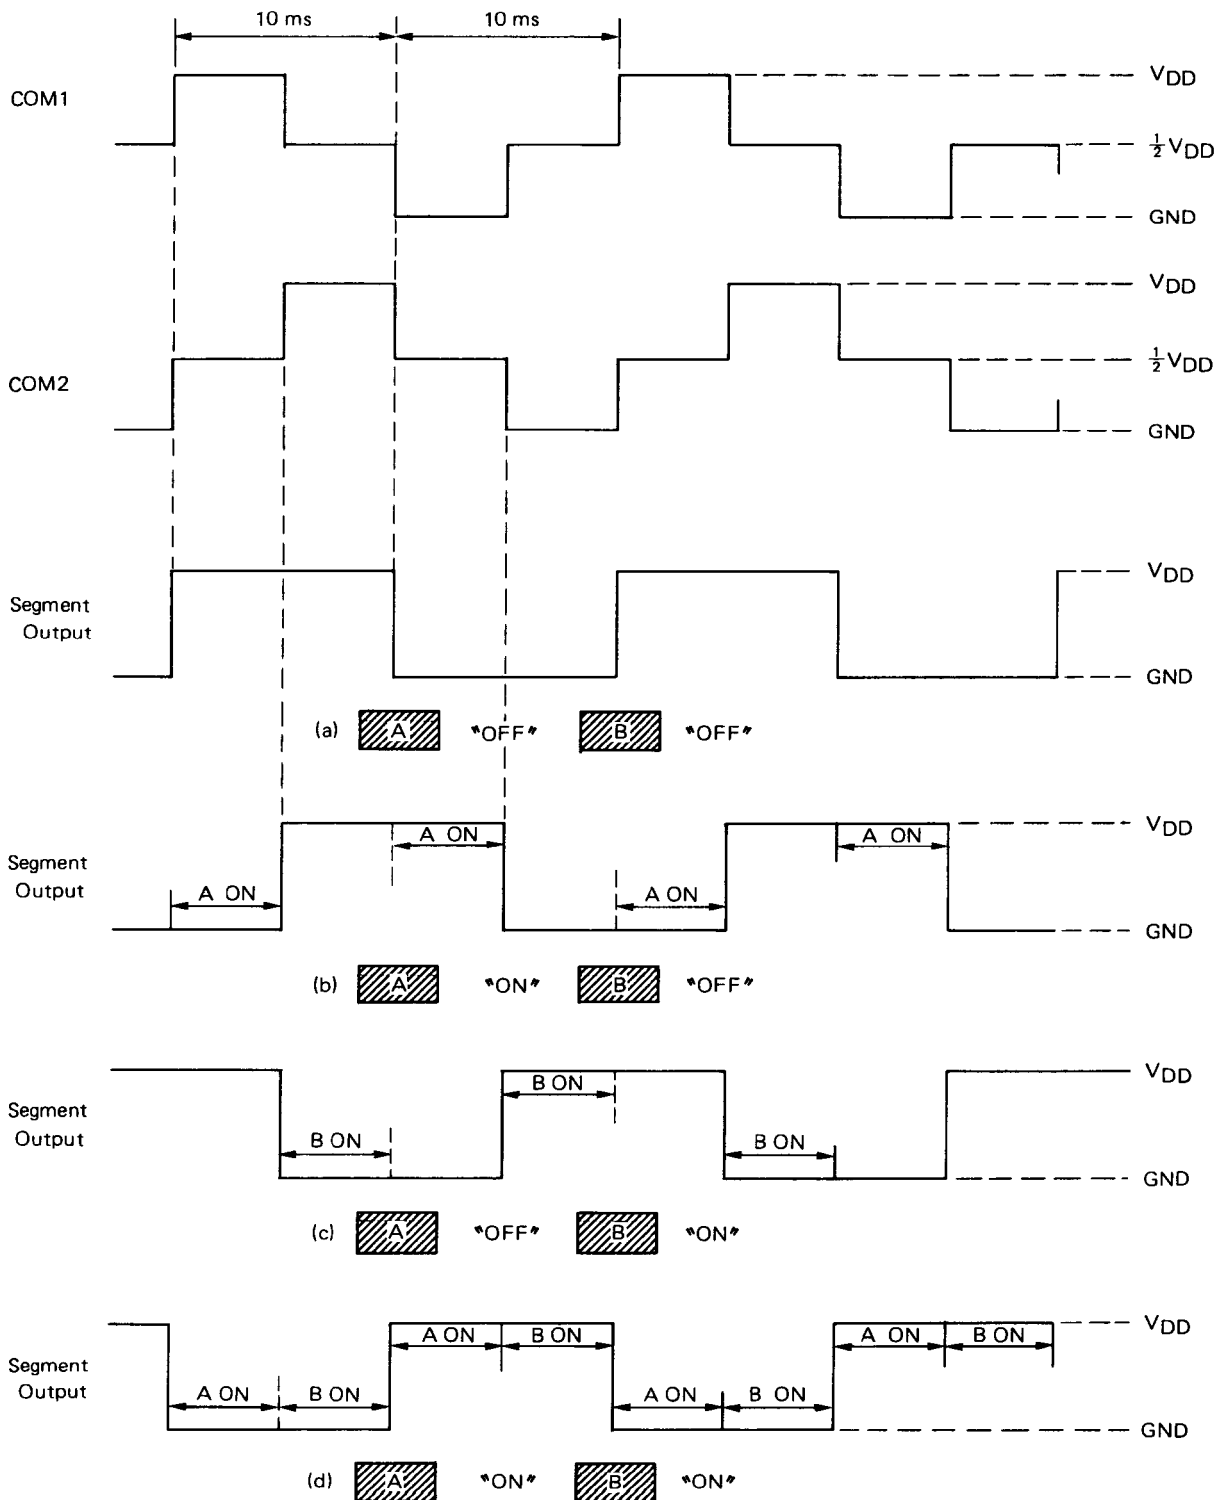 10 ms 10 ms
COM1
VDD
½VDD
GND
COM2
VDD
½VDD
GND
Segment
Output
VDD
GND
(a) A "OFF" B "OFF"
Segment
Output
A ON A ON A ON A ON
VDD
GND
(b) A "ON" B "OFF"
Segment
Output
B ON B ON B ON
VDD
GND
(c) A "OFF" B "ON"
Segment
Output
A ON B ON A ON B ON A ON B ON A ON B ON
VDD
GND
(d) A "ON" B "ON"